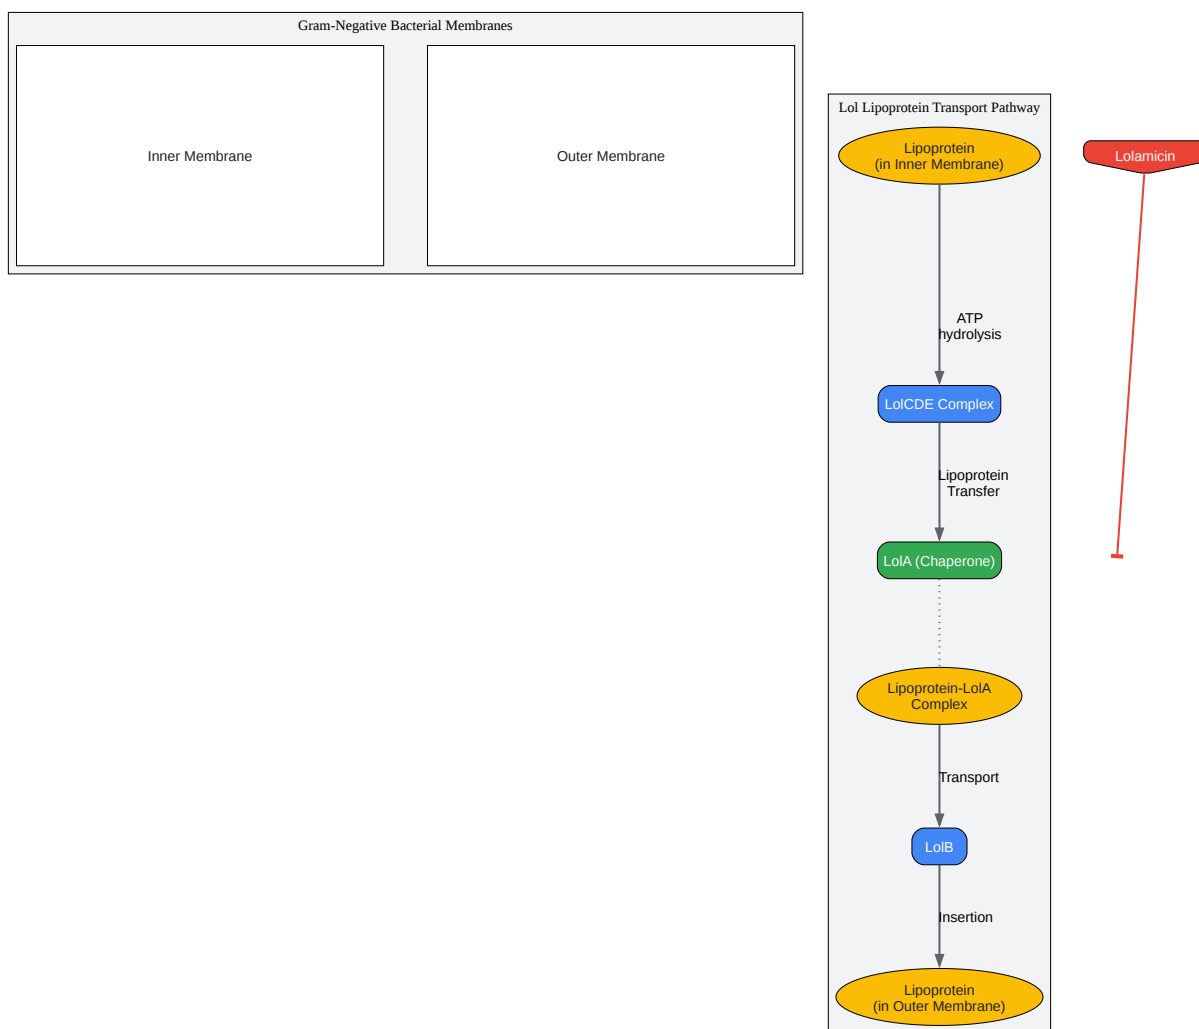 Gram-Negative Bacterial Membranes
Inner Membrane
Outer Membrane
Lol Lipoprotein Transport Pathway
Lipoprotein
(in Inner Membrane)
Lolamicin
ATP
hydrolysis
LolCDE Complex
Lipoprotein
Transfer
LolA (Chaperone)
Lipoprotein-LolA
Complex
Transport
LolB
Insertion
Lipoprotein
(in Outer Membrane)